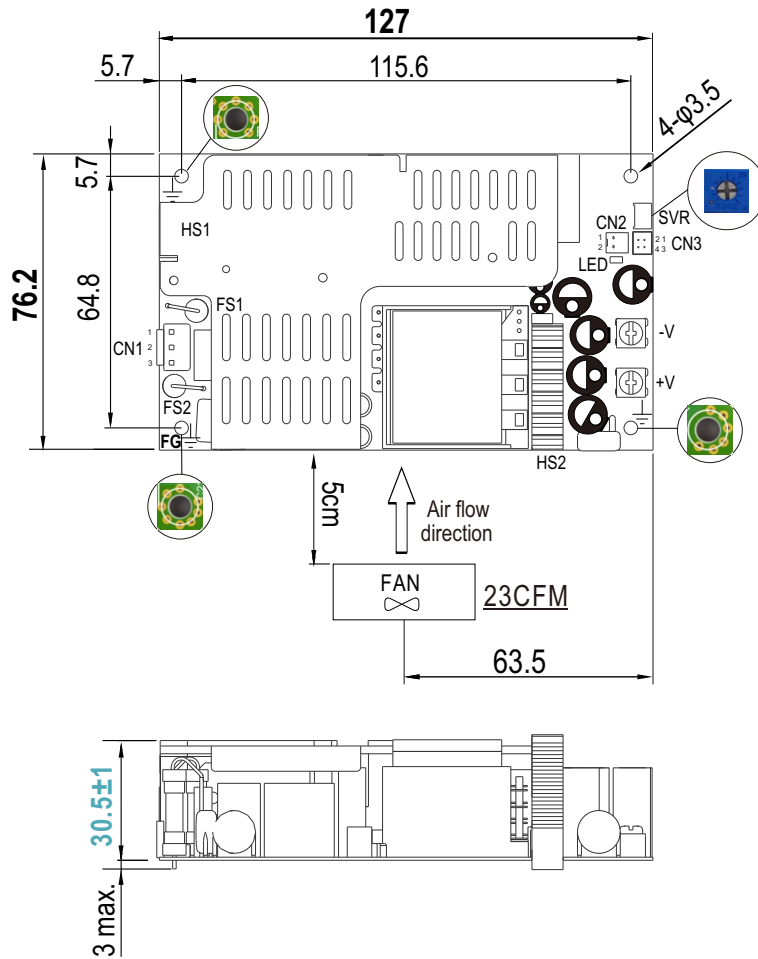 127
5.7
115.6
4-φ3.5
5.7
SVR
CN2
1
2
2 1
4 3
CN3
LED
HS1
76.2
64.8
FS1
CN1
1
2
3
-V
+V
FS2
FG
HS2
5cm
Air flow
direction
FAN
23CFM
63.5
30.5±1
3 max.